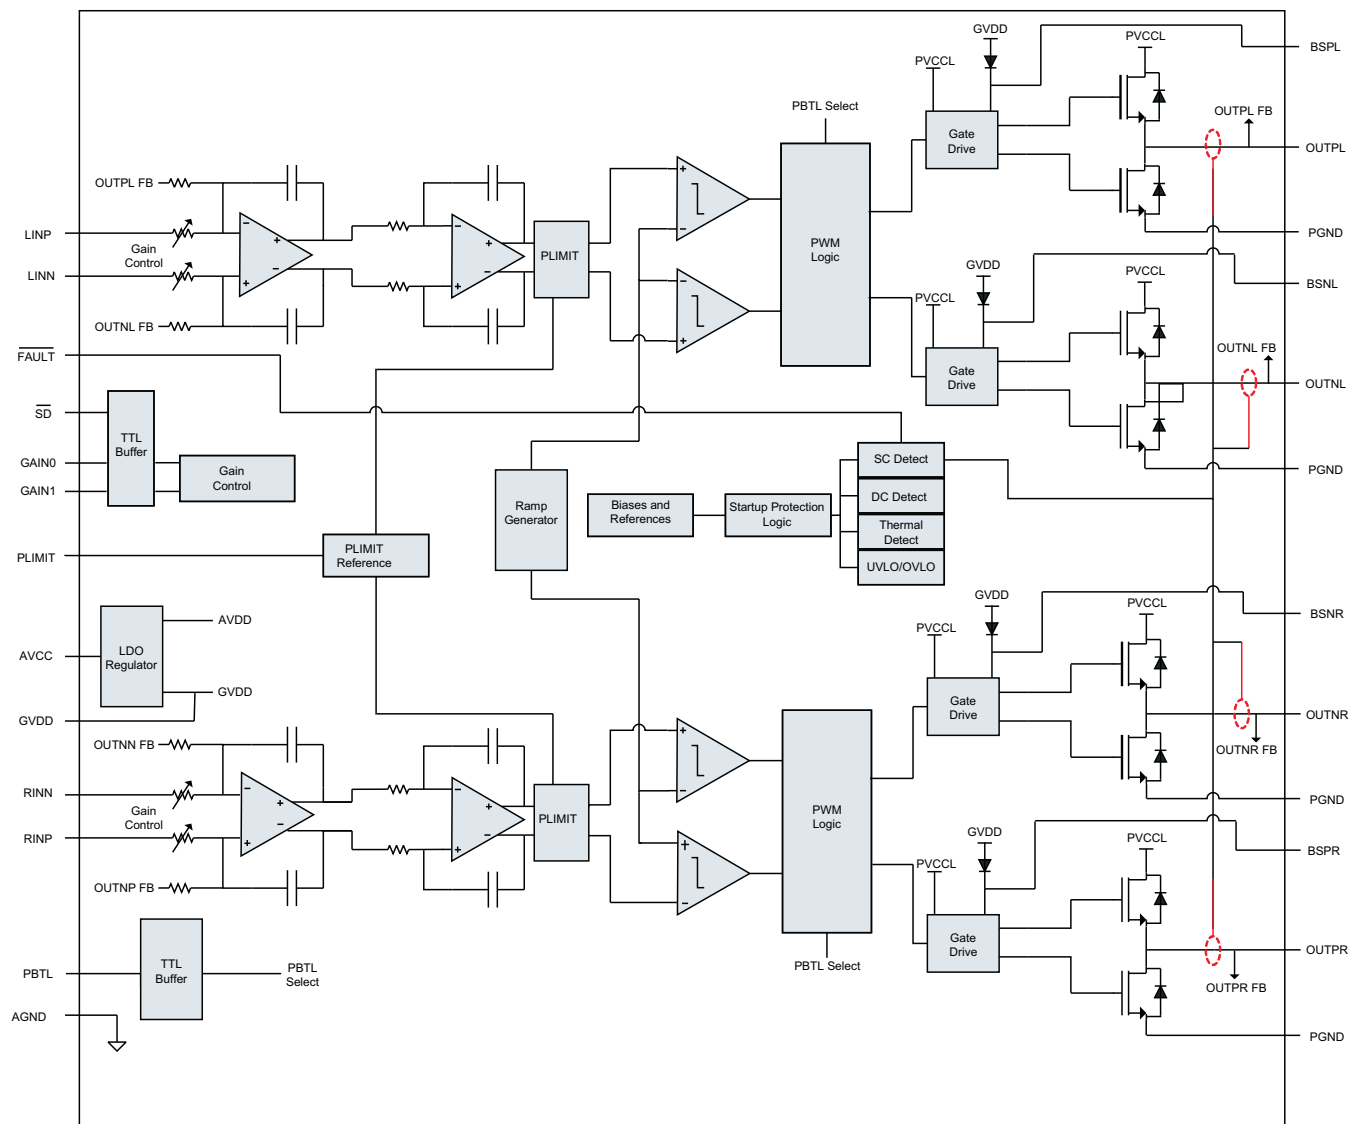 GVDD
PVCCL
BSPL
PVCCL
OUTPL FB
PBTL Select
Gate
Drive
OUTPL
OUTPL FB
LINP
Gain
Control
LINN
OUTNL FB
PLIMIT
PWM
Logic
PGND
GVDD
PVCCL
BSNL
PVCCL
OUTNL FB
Gate
Drive
OUTNL
FAULT
SD
GAIN0
GAIN1
TTL
Buffer
Gain
Control
PGND
SC Detect
DC Detect
Thermal
Detect
UVLO/OVLO
Ramp
Generator
Biases and
References
Startup Protection
Logic
PLIMIT
PLIMIT
Reference
GVDD
PVCCL
BSNR
PVCCL
AVDD
AVCC
LDO
Regulator
GVDD
GVDD
Gate
Drive
OUTNR
OUTNR FB
OUTNN FB
RINN
Gain
Control
RINP
OUTNP FB
PLIMIT
PWM
Logic
PGND
GVDD
PVCCL
BSPR
PVCCL
Gate
Drive
OUTPR
OUTPR FB
PBTL Select
PBTL
TTL
Buffer
PBTL
Select
AGND
PGND
+
−
+
−
+
−
+
−
+
−
−
+
−
+
+
−
−
+
+
−
−
+
+
−
+
−